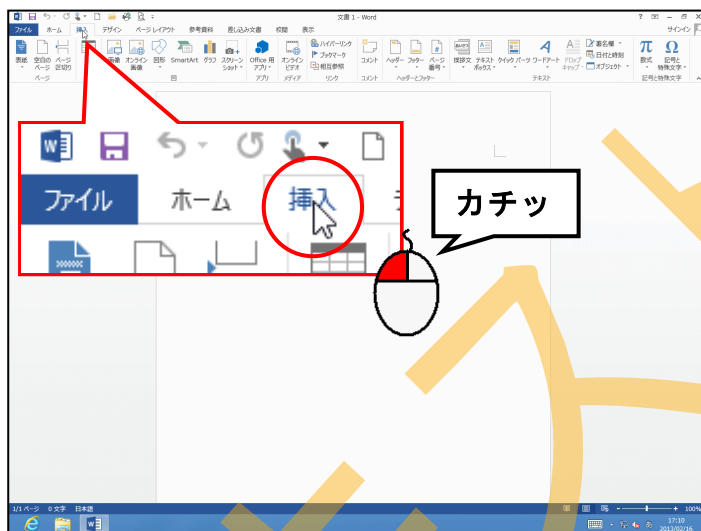 文書 1 - Word
サインイン
ファイル ホーム 挿入 デザイン ページ レイアウト 参考資料 差し込み文書 校閲 表示
表紙 空白のページ ページ区切り
画像 オンライン画像 図形 SmartArt グラフ スクリーンショット
Office 用アプリ オンラインビデオ
ハイパーリンク
ブックマーク
相互参照
コメント ヘッダー フッター ページ番号
挨拶文 テキストボックス クイック パーツ ワードアート ドロップキャップ
署名欄
日付と時刻
オブジェクト
数式 記号と特殊文字
ページ 図 アプリ メディア リンク コメント ヘッダーとフッター テキスト 記号と特殊文字
ファイル ホーム 挿入
カチッ
1/1 ページ 0 文字 日本語
100%
17:10
2013/02/16